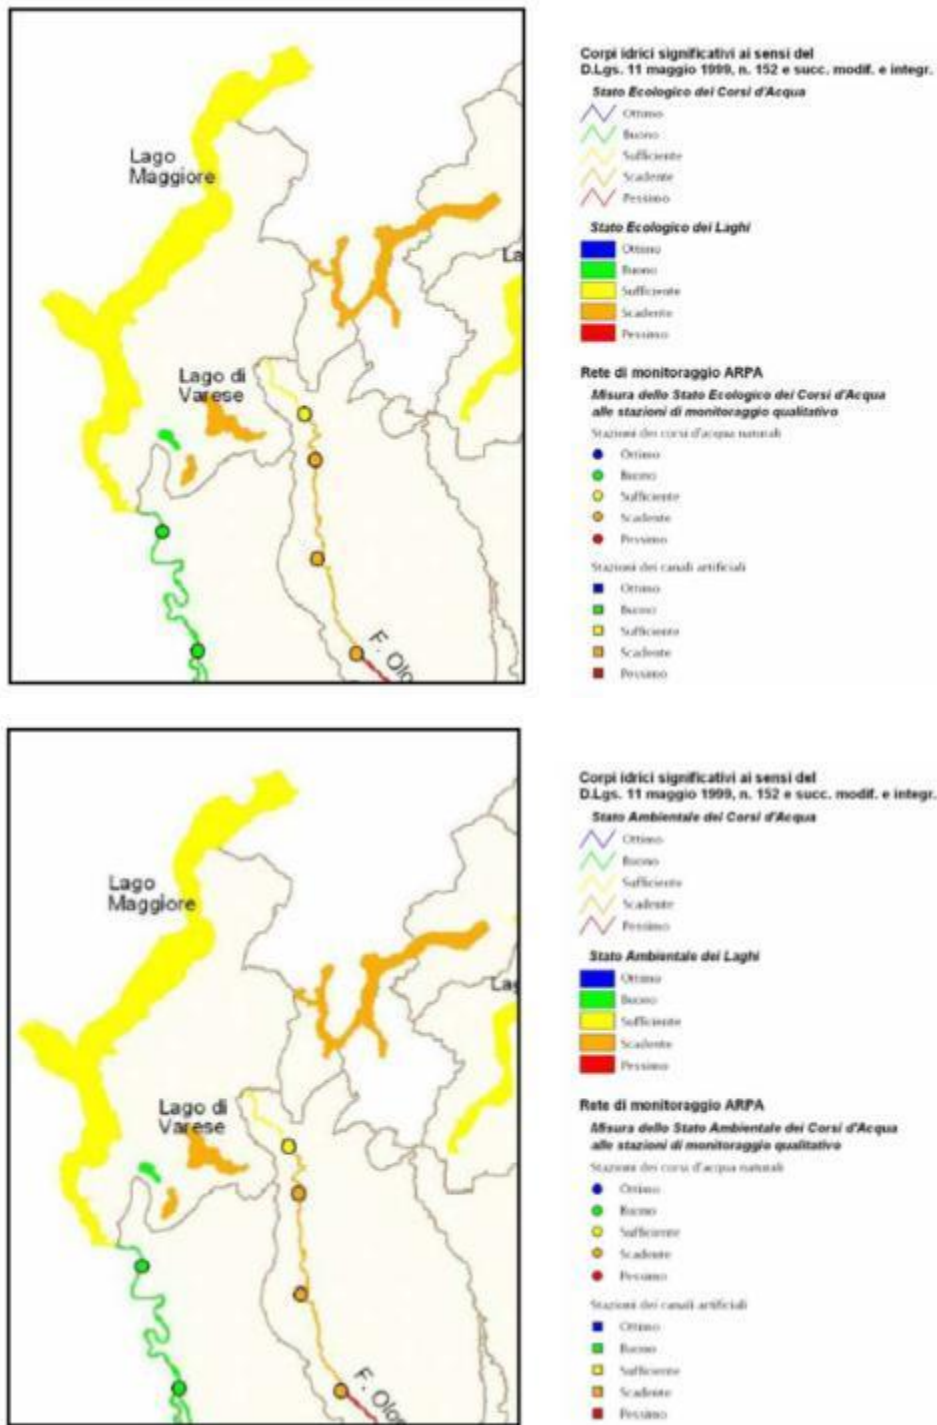 Lago
Maggiore
La
Lago di
Varese
F. Olo
Corpi idrici significativi ai sensi del
D.Lgs. 11 maggio 1999, n. 152 e succ. modif. e integr.
Stato Ecologico dei Corsi d'Acqua
Ottimo
Buono
Sufficiente
Scadente
Pessimo
Stato Ecologico dei Laghi
Ottimo
Buono
Sufficiente
Scadente
Pessimo
Rete di monitoraggio ARPA
Misura dello Stato Ecologico dei Corsi d'Acqua
alle stazioni di monitoraggio qualitativo
Stazioni dei corsi d'acqua naturali
Ottimo
Buono
Sufficiente
Scadente
Pessimo
Stazioni dei canali artificiali
Ottimo
Buono
Sufficiente
Scadente
Pessimo
Lago
Maggiore
Lag
Lago di
Varese
F. Olo
Corpi idrici significativi ai sensi del
D.Lgs. 11 maggio 1999, n. 152 e succ. modif. e integr.
Stato Ambientale dei Corsi d'Acqua
Ottimo
Buono
Sufficiente
Scadente
Pessimo
Stato Ambientale dei Laghi
Ottimo
Buono
Sufficiente
Scadente
Pessimo
Rete di monitoraggio ARPA
Misura dello Stato Ambientale dei Corsi d'Acqua
alle stazioni di monitoraggio qualitativo
Stazioni dei corsi d'acqua naturali
Ottimo
Buono
Sufficiente
Scadente
Pessimo
Stazioni dei canali artificiali
Ottimo
Buono
Sufficiente
Scadente
Pessimo